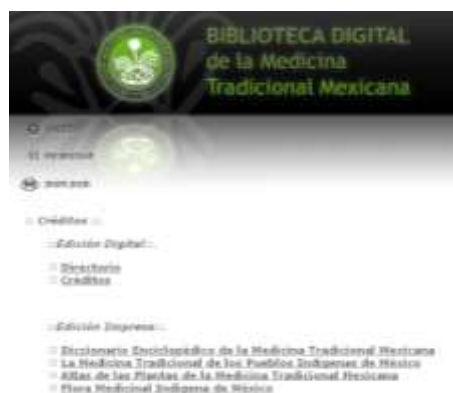 BIBLIOTECA DIGITAL
de la Medicina
Tradicional Mexicana
:: Créditos ::.
.::Edición Digital::.
Directorio
Créditos
.::Edición Impresa::.
Diccionario Enciclopédico de la Medicina Tradicional Mexicana
La Medicina Tradicional de los Pueblos Indígenas de México
Atlas de las Plantas de la Medicina Tradicional Mexicana
Flora Medicinal Indígena de México